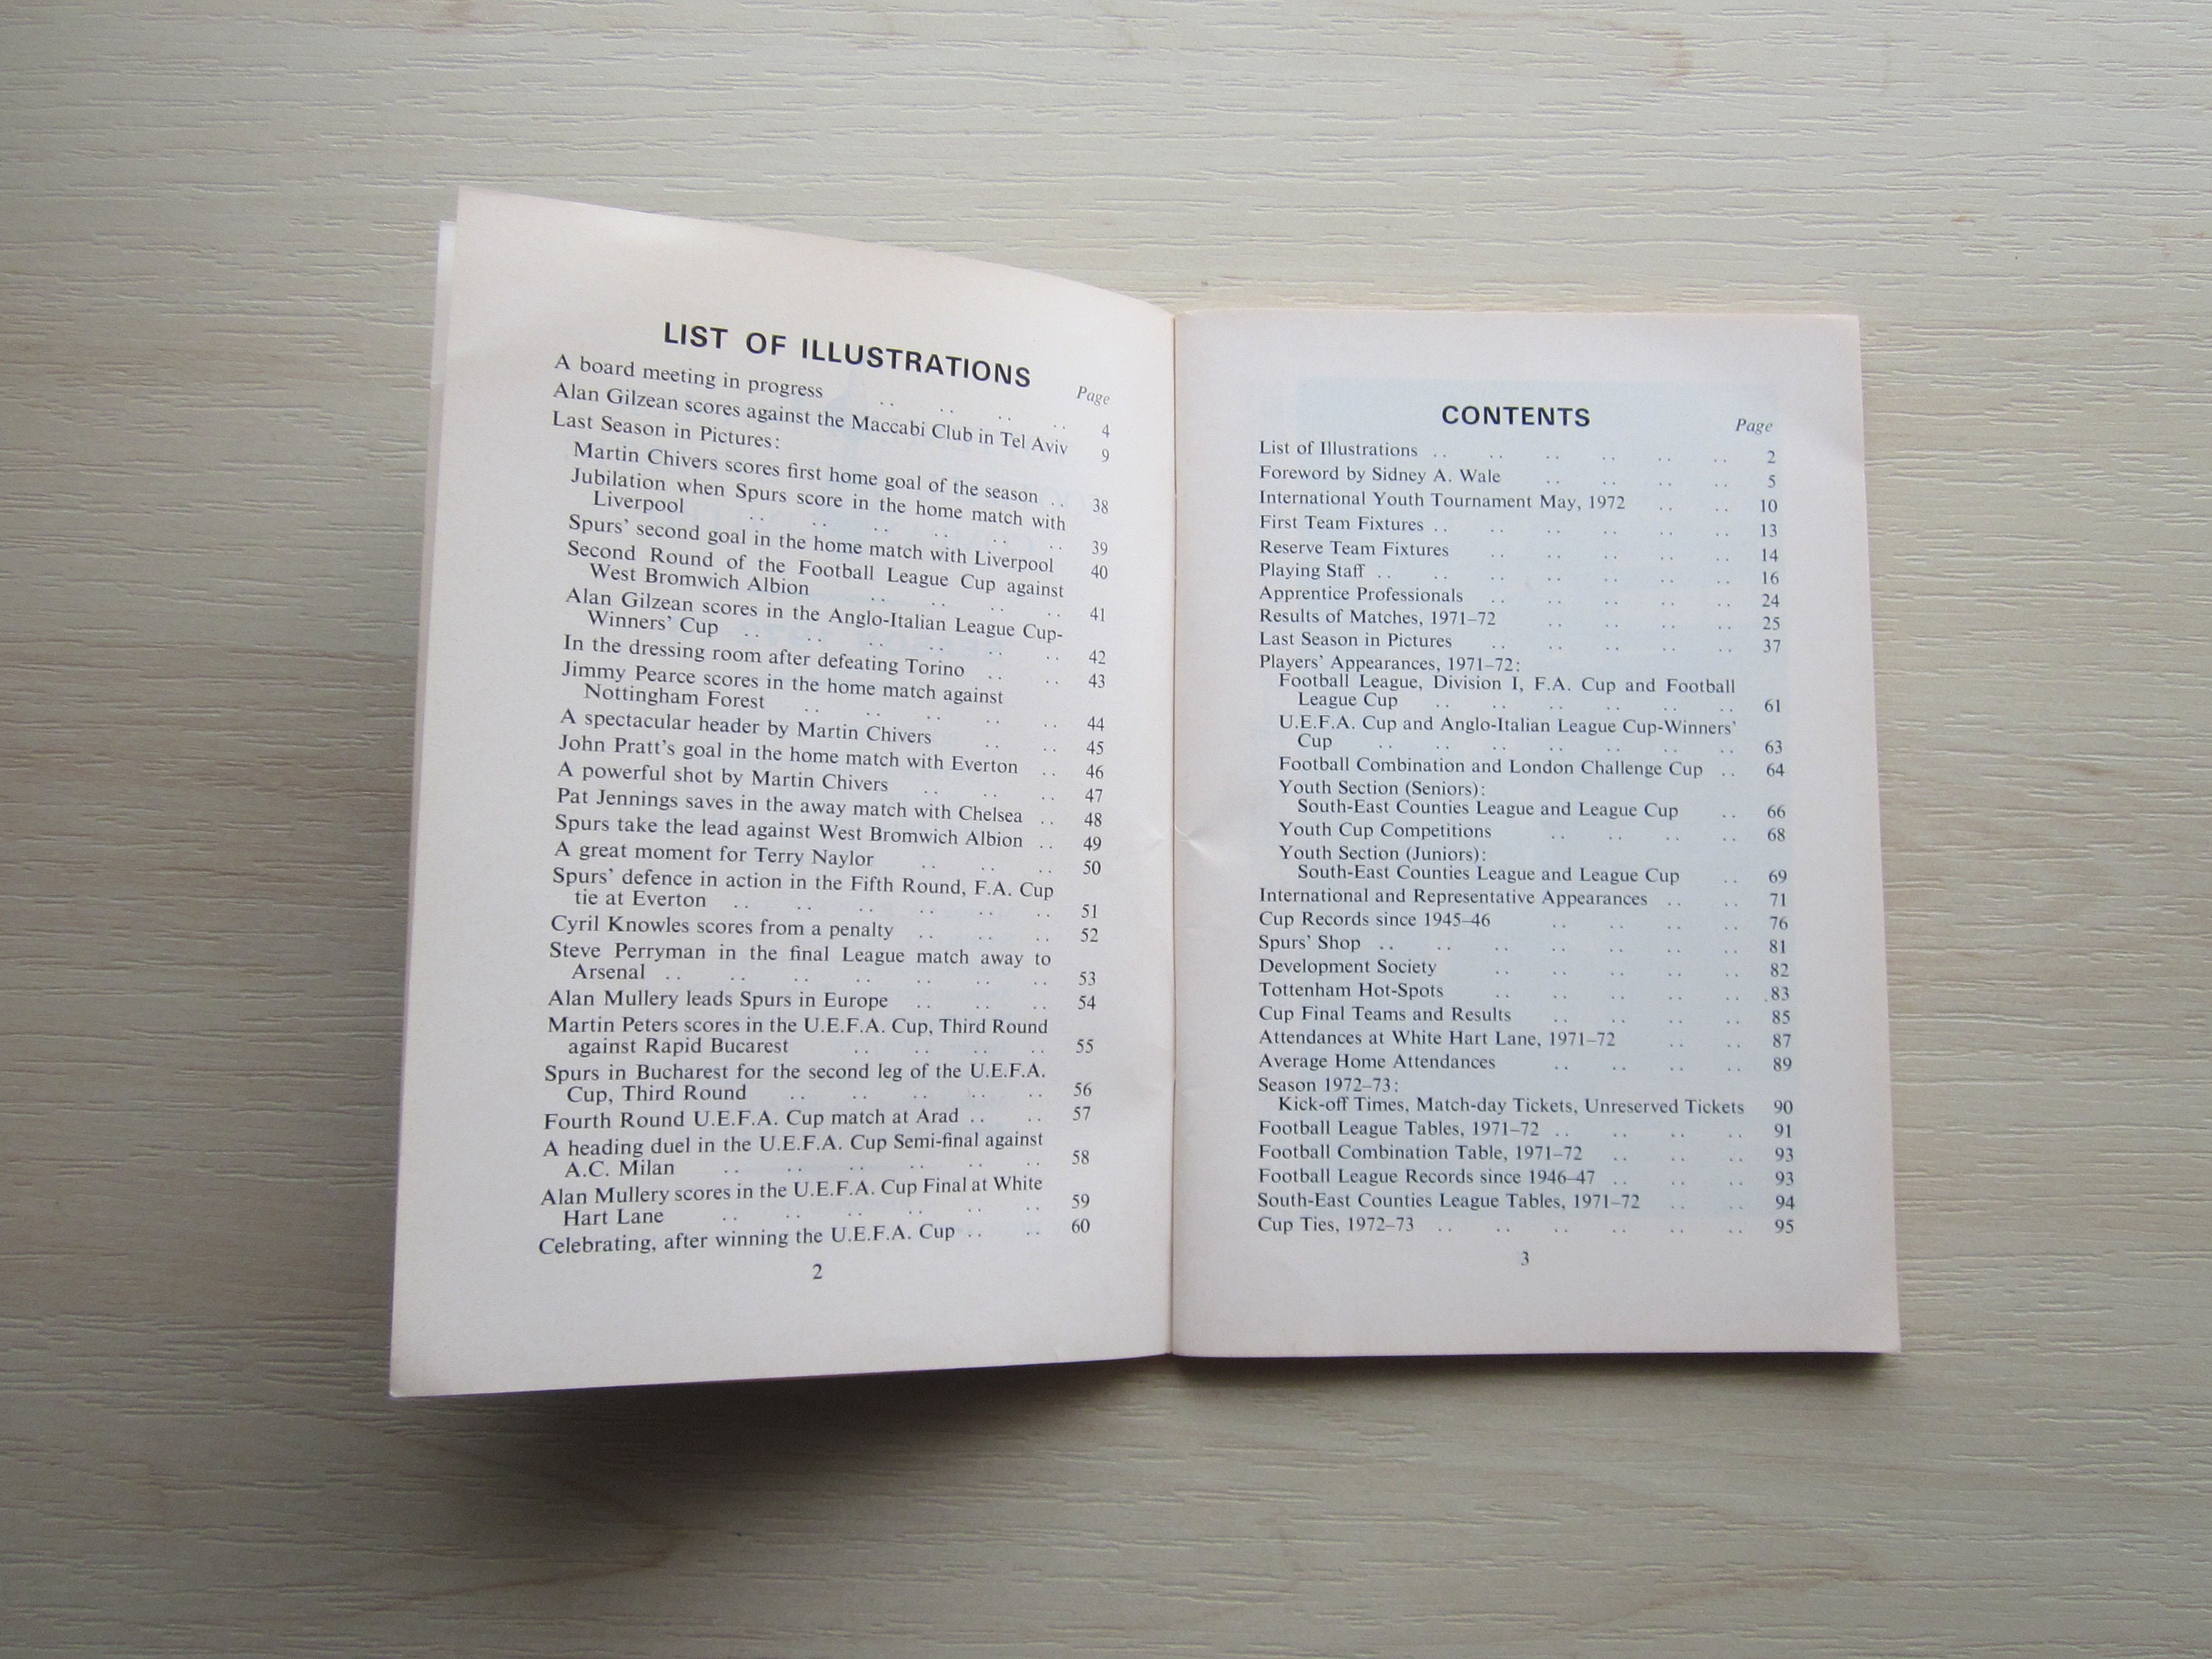 LIST OF ILLUSTRATIONS
Page
A board meeting in progress .. .. .. .. 4
Alan Gilzean scores against the Maccabi Club in Tel Aviv 9
Last Season in Pictures:
Martin Chivers scores first home goal of the season .. 38
Jubilation when Spurs score in the home match with
Liverpool .. .. .. .. .. .. 39
Spurs' second goal in the home match with Liverpool 40
Second Round of the Football League Cup against
West Bromwich Albion .. .. .. .. 41
Alan Gilzean scores in the Anglo-Italian League Cup-
Winners' Cup .. .. .. .. .. .. 42
In the dressing room after defeating Torino .. .. 43
Jimmy Pearce scores in the home match against
Nottingham Forest .. .. .. .. .. 44
A spectacular header by Martin Chivers .. .. 45
John Pratt's goal in the home match with Everton .. 46
A powerful shot by Martin Chivers .. .. .. 47
Pat Jennings saves in the away match with Chelsea .. 48
Spurs take the lead against West Bromwich Albion .. 49
A great moment for Terry Naylor .. .. .. 50
Spurs' defence in action in the Fifth Round, F.A. Cup
tie at Everton .. .. .. .. .. .. 51
Cyril Knowles scores from a penalty .. .. .. 52
Steve Perryman in the final League match away to
Arsenal .. .. .. .. .. .. .. 53
Alan Mullery leads Spurs in Europe .. .. .. 54
Martin Peters scores in the U.E.F.A. Cup, Third Round
against Rapid Bucarest .. .. .. .. 55
Spurs in Bucharest for the second leg of the U.E.F.A.
Cup, Third Round .. .. .. .. .. 56
Fourth Round U.E.F.A. Cup match at Arad .. .. 57
A heading duel in the U.E.F.A. Cup Semi-final against
A.C. Milan .. .. .. .. .. .. 58
Alan Mullery scores in the U.E.F.A. Cup Final at White
Hart Lane .. .. .. .. .. .. 59
Celebrating, after winning the U.E.F.A. Cup .. .. 60
2
CONTENTS
Page
List of Illustrations .. .. .. .. .. .. 2
Foreword by Sidney A. Wale .. .. .. .. 5
International Youth Tournament May, 1972 .. .. 10
First Team Fixtures .. .. .. .. .. .. 13
Reserve Team Fixtures .. .. .. .. .. 14
Playing Staff .. .. .. .. .. .. .. 16
Apprentice Professionals .. .. .. .. .. 24
Results of Matches, 1971–72 .. .. .. .. 25
Last Season in Pictures .. .. .. .. .. 37
Players' Appearances, 1971–72:
Football League, Division I, F.A. Cup and Football
League Cup .. .. .. .. .. .. 61
U.E.F.A. Cup and Anglo-Italian League Cup-Winners'
Cup .. .. .. .. .. .. .. 63
Football Combination and London Challenge Cup .. 64
Youth Section (Seniors):
South-East Counties League and League Cup .. 66
Youth Cup Competitions .. .. .. .. 68
Youth Section (Juniors):
South-East Counties League and League Cup .. 69
International and Representative Appearances .. .. 71
Cup Records since 1945–46 .. .. .. .. 76
Spurs' Shop .. .. .. .. .. .. .. 81
Development Society .. .. .. .. .. 82
Tottenham Hot-Spots .. .. .. .. .. 83
Cup Final Teams and Results .. .. .. .. 85
Attendances at White Hart Lane, 1971–72 .. .. 87
Average Home Attendances .. .. .. .. 89
Season 1972–73:
Kick-off Times, Match-day Tickets, Unreserved Tickets 90
Football League Tables, 1971–72 .. .. .. .. 91
Football Combination Table, 1971–72 .. .. .. 93
Football League Records since 1946–47 .. .. .. 93
South-East Counties League Tables, 1971–72 .. .. 94
Cup Ties, 1972–73 .. .. .. .. .. .. 95
3